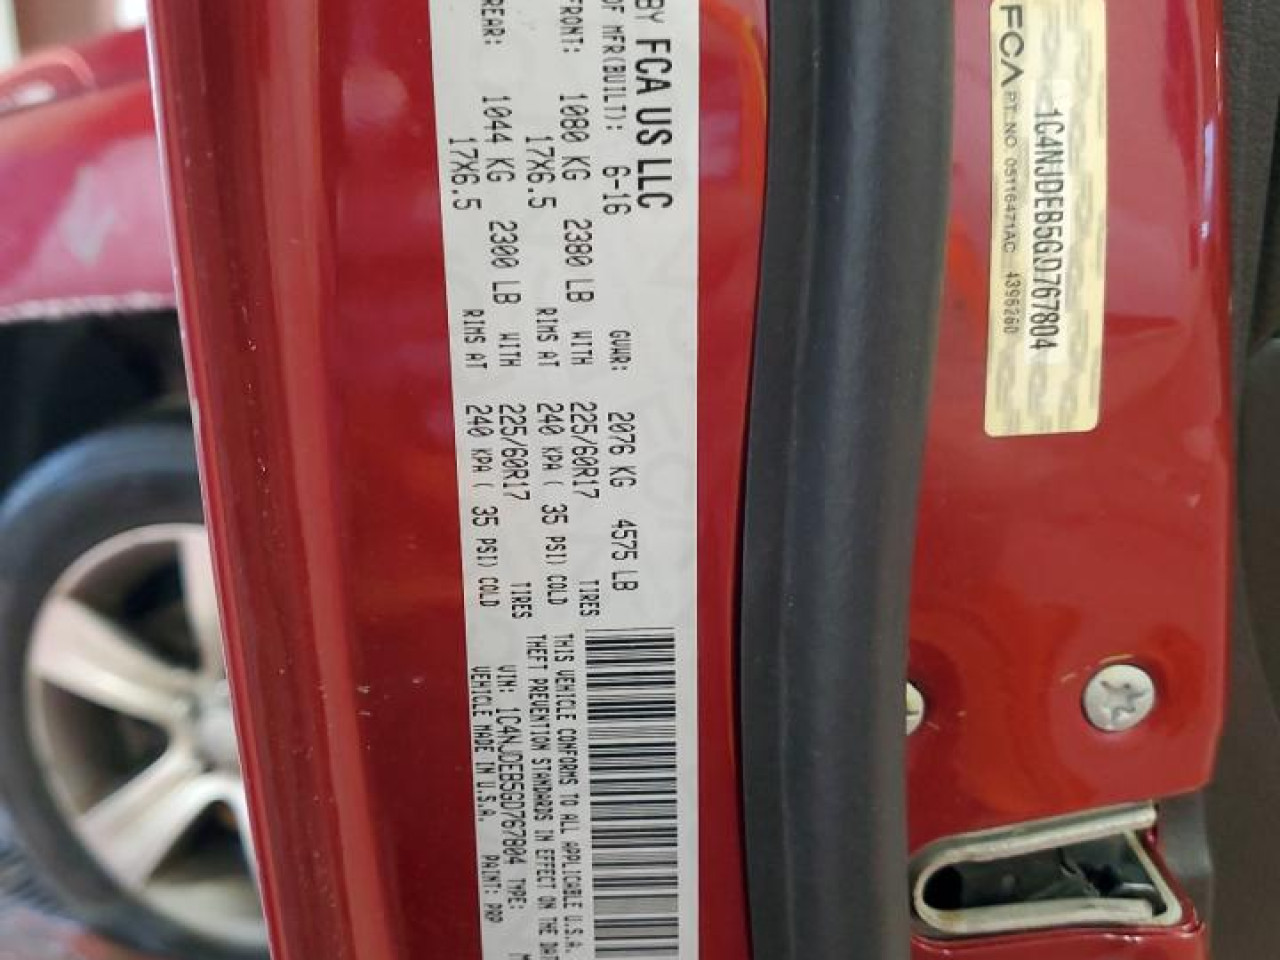 BY FCA US LLC
OF MFR(BUILT): 6-16 GVWR: 2076 KG 4575 LB
FRONT: 1080 KG 2380 LB WITH 225/60R17 TIRES
17X6.5 RIMS AT 240 KPA ( 35 PSI) COLD
REAR: 1044 KG 2300 LB WITH 225/60R17 TIRES
17X6.5 RIMS AT 240 KPA ( 35 PSI) COLD
THIS VEHICLE CONFORMS TO ALL APPLICABLE U.S.A.
THEFT PREVENTION STANDARDS IN EFFECT ON THE DAT
VIN: 1C4NJDEB5GD767804 TYPE: M
VEHICLE MADE IN U.S.A. PAINT: PRP
1C4NJDEB5GD767804
FCA PT. NO 05116471AC 4396260